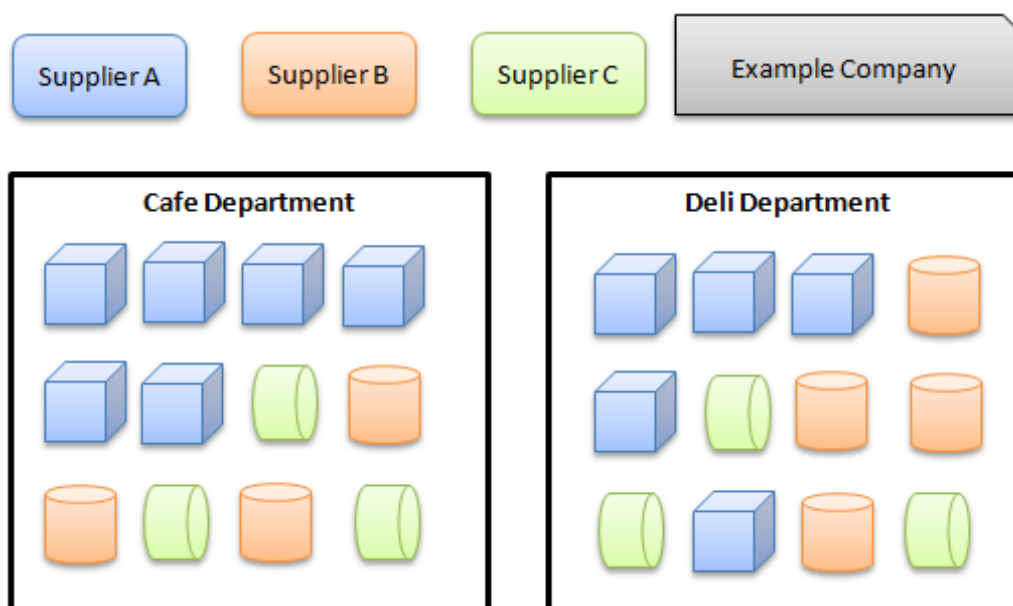 Supplier A
Supplier B
Supplier C
Example Company
Cafe Department
Deli Department